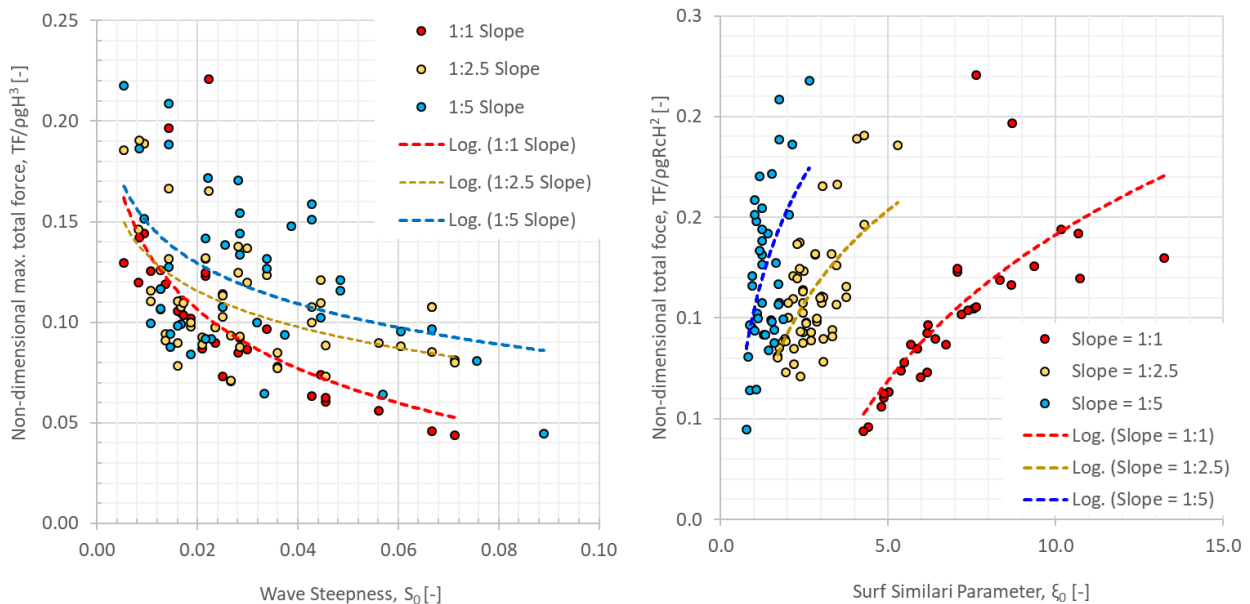 Non-dimensional max. total force, TF/ρgH³ [-]
0.25
0.20
0.15
0.10
0.05
0.00
0.00
0.02
0.04
0.06
0.08
0.10
Wave Steepness, S₀ [-]
1:1 Slope
1:2.5 Slope
1:5 Slope
Log. (1:1 Slope)
Log. (1:2.5 Slope)
Log. (1:5 Slope)
Non-dimensional total foce, TF/ρgRcH² [-]
0.3
0.2
0.2
0.1
0.1
0.0
0.0
5.0
10.0
15.0
Surf Similari Parameter, ξ₀ [-]
Slope = 1:1
Slope = 1:2.5
Slope = 1:5
Log. (Slope = 1:1)
Log. (Slope = 1:2.5)
Log. (Slope = 1:5)